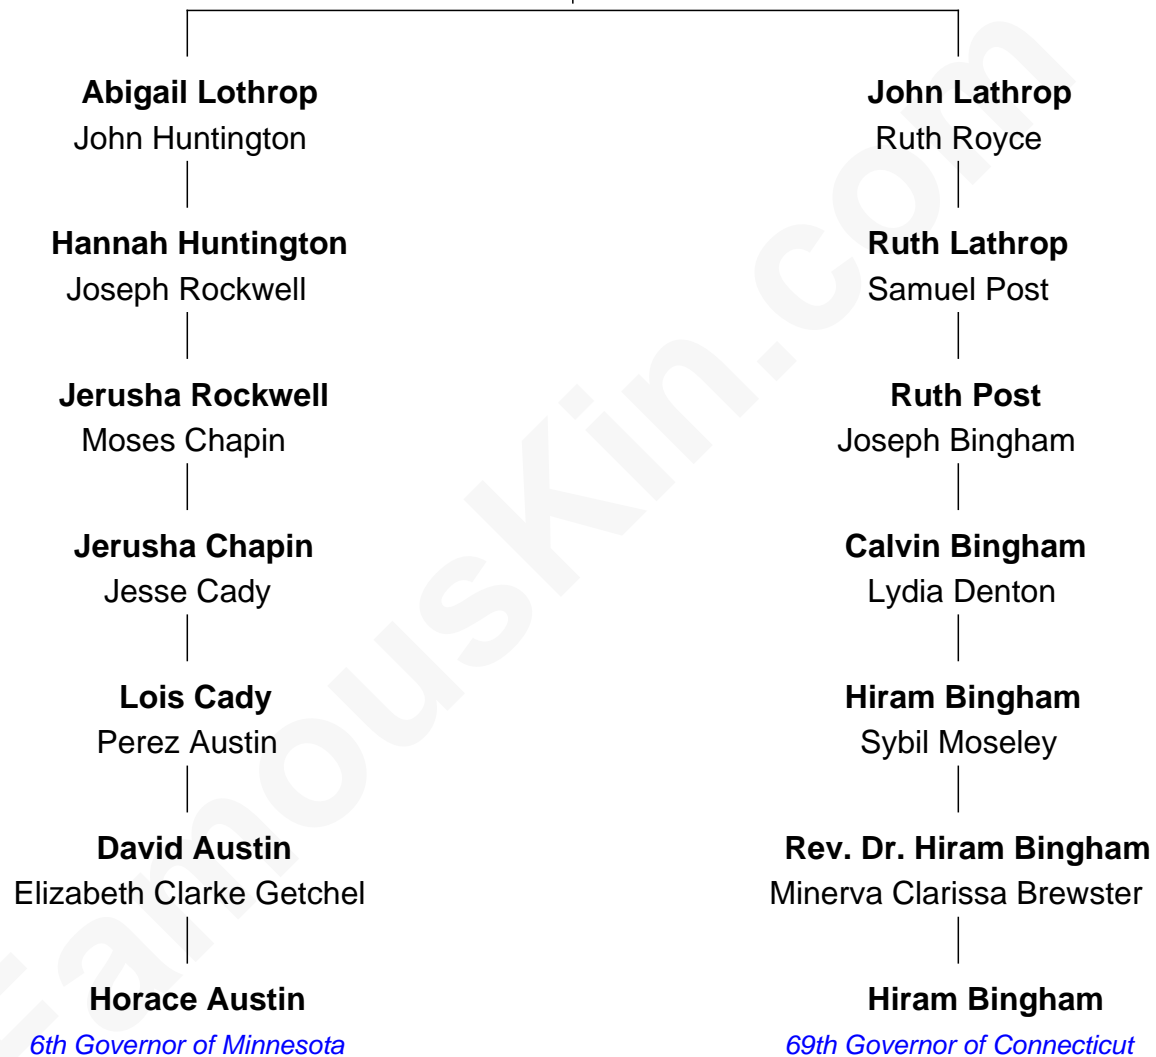 Abigail Lothrop
John Huntington
Hannah Huntington
Joseph Rockwell
Jerusha Rockwell
Moses Chapin
Jerusha Chapin
Jesse Cady
Lois Cady
Perez Austin
David Austin
Elizabeth Clarke Getchel
Horace Austin
6th Governor of Minnesota
John Lathrop
Ruth Royce
Ruth Lathrop
Samuel Post
Ruth Post
Joseph Bingham
Calvin Bingham
Lydia Denton
Hiram Bingham
Sybil Moseley
Rev. Dr. Hiram Bingham
Minerva Clarissa Brewster
Hiram Bingham
69th Governor of Connecticut
FamousKin.com